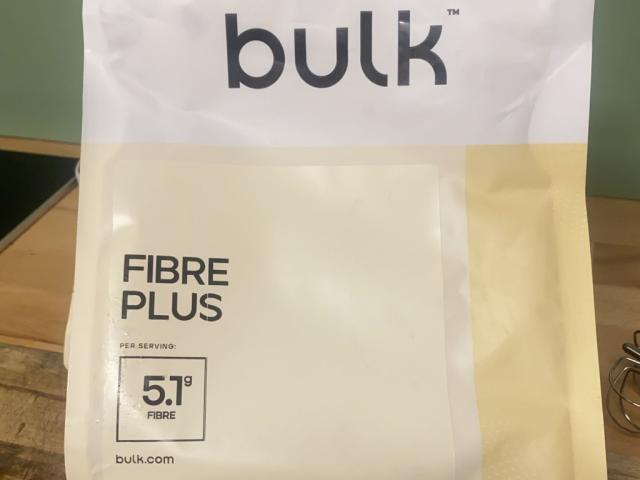 bulk™
FIBRE
PLUS
PER SERVING:
5.1g
FIBRE
bulk.com